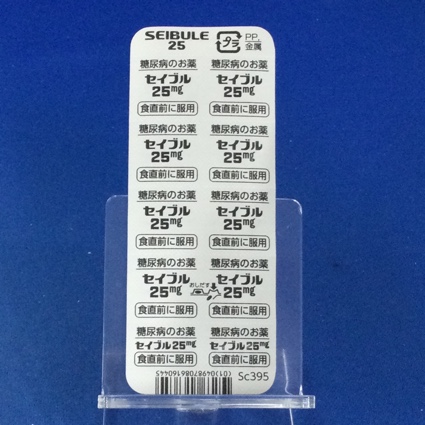 SEIBULE
25
プラ
PP,
金属
糖尿病のお薬 糖尿病のお薬
セイブル セイブル
25mg 25mg
食直前に服用 食直前に服用
糖尿病のお薬 糖尿病のお薬
セイブル セイブル
25mg 25mg
食直前に服用 食直前に服用
糖尿病のお薬 糖尿病のお薬
セイブル セイブル
25mg 25mg
食直前に服用 食直前に服用
糖尿病のお薬 糖尿病のお薬
セイブル セイブル
おしだす
25mg 25mg
食直前に服用 食直前に服用
糖尿病のお薬 糖尿病のお薬
セイブル25mg セイブル25mg
食直前に服用 食直前に服用
(01)04987086160445
Sc395